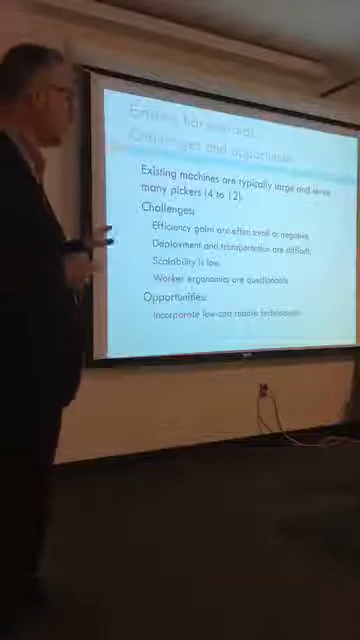 Challenges and opportunities
Existing machines are typically large and serve
many pickers (4 to 12).
Challenges:
Efficiency gains are often small or negative
Deployment and transportation are difficult
Scalability is low
Worker ergonomics are questionable
Opportunities:
Incorporate low-cost robotic technologies